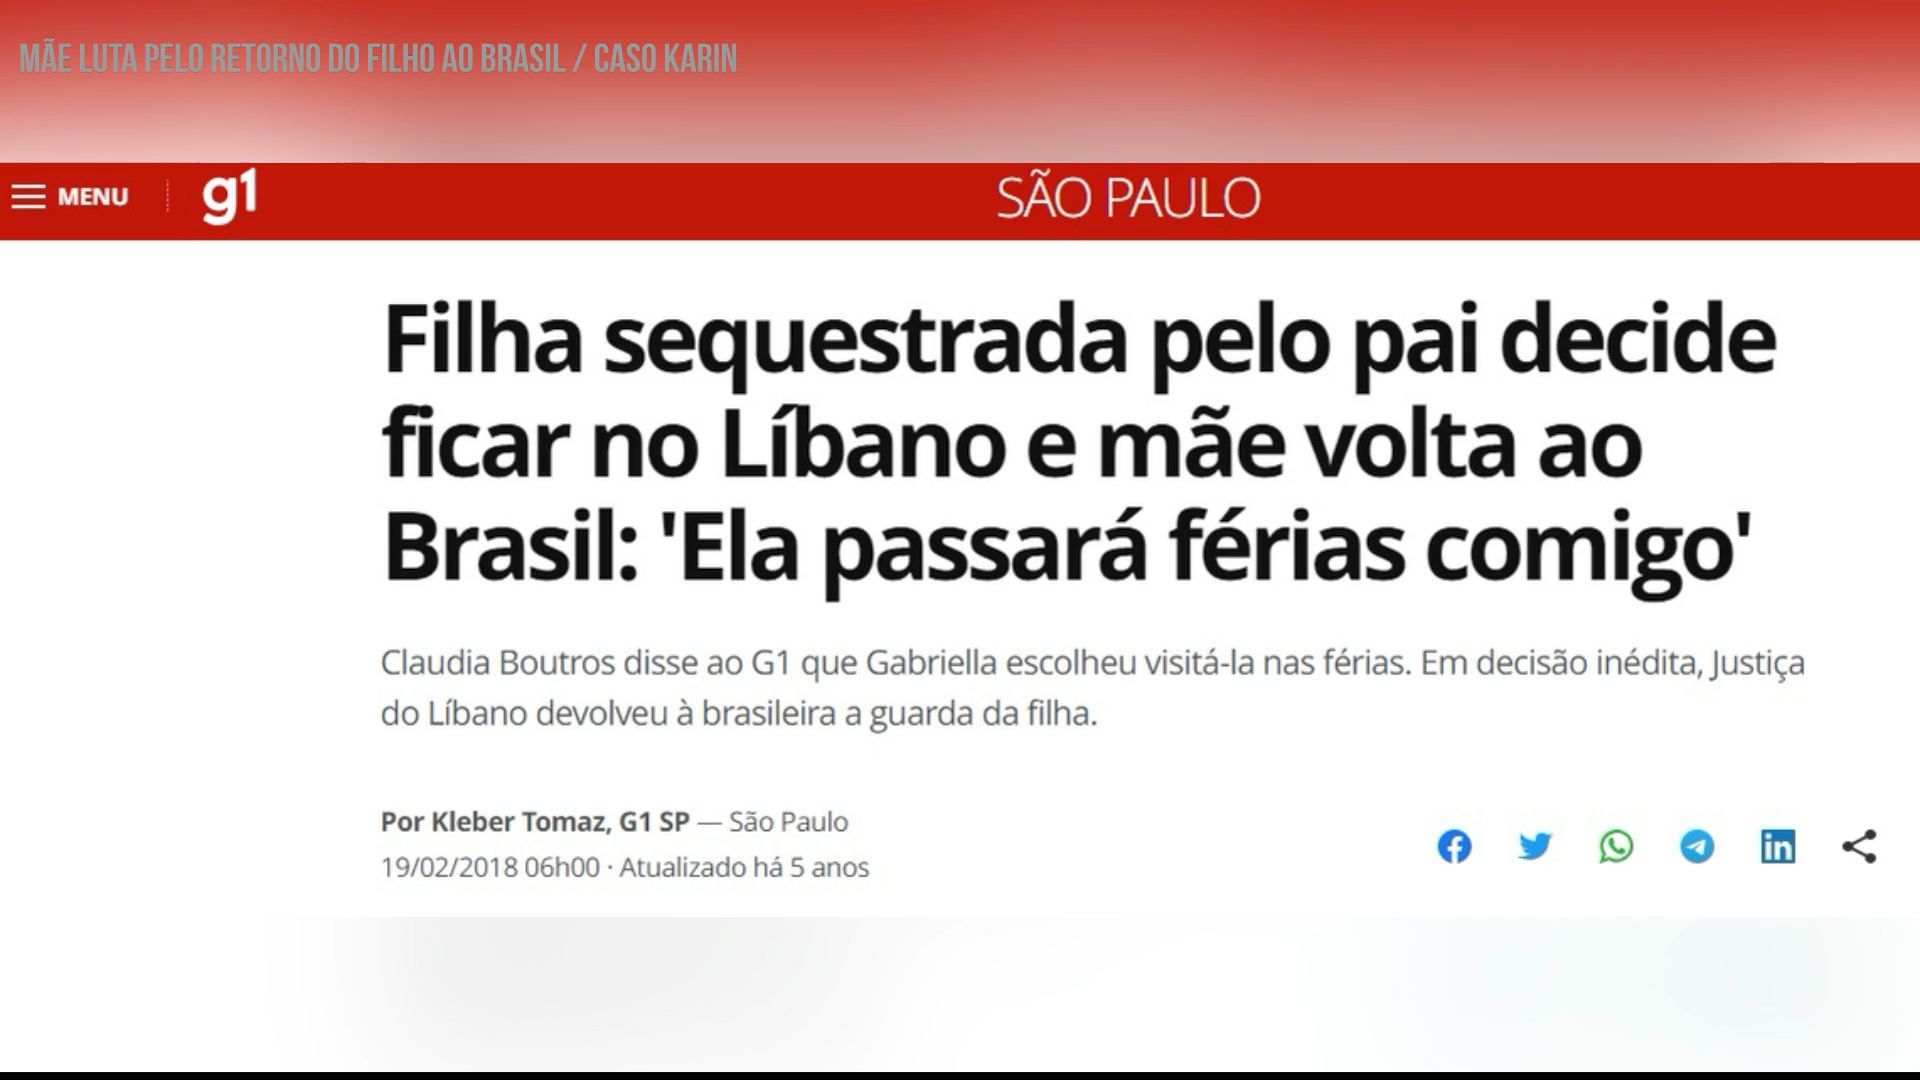 MÃE LUTA PELO RETORNO DO FILHO AO BRASIL / CASO KARIN
MENU
g1
SÃO PAULO
Filha sequestrada pelo pai decide
ficar no Líbano e mãe volta ao
Brasil: 'Ela passará férias comigo'
Claudia Boutros disse ao G1 que Gabriella escolheu visitá-la nas férias. Em decisão inédita, Justiça
do Líbano devolveu à brasileira a guarda da filha.
Por Kleber Tomaz, G1 SP — São Paulo
19/02/2018 06h00 · Atualizado há 5 anos